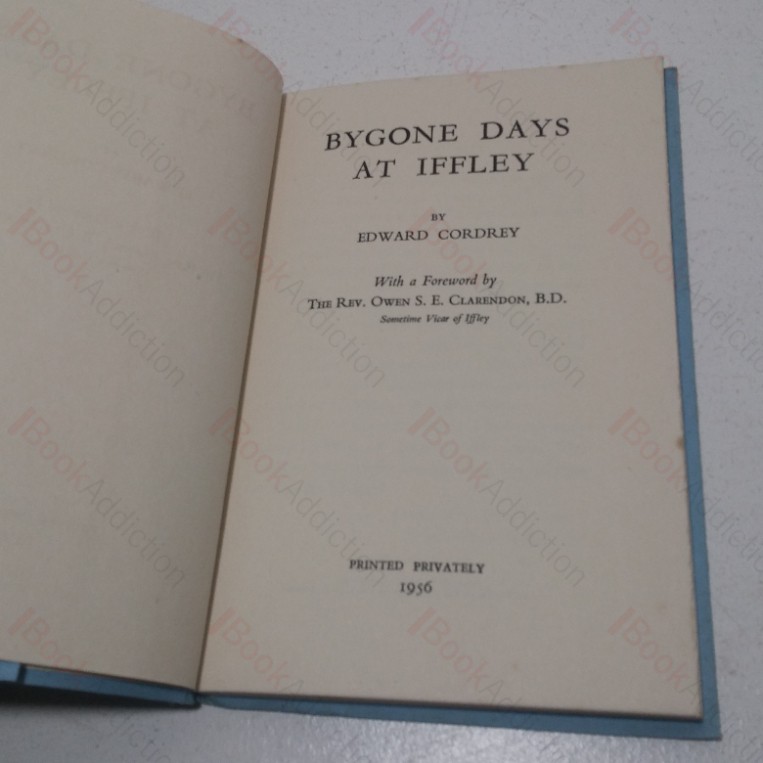 BYGONE DAYS
AT IFFLEY
BY
EDWARD CORDREY
With a Foreword by
THE REV. OWEN S. E. CLARENDON, B.D.
Sometime Vicar of Iffley
PRINTED PRIVATELY
1956
BookAddiction